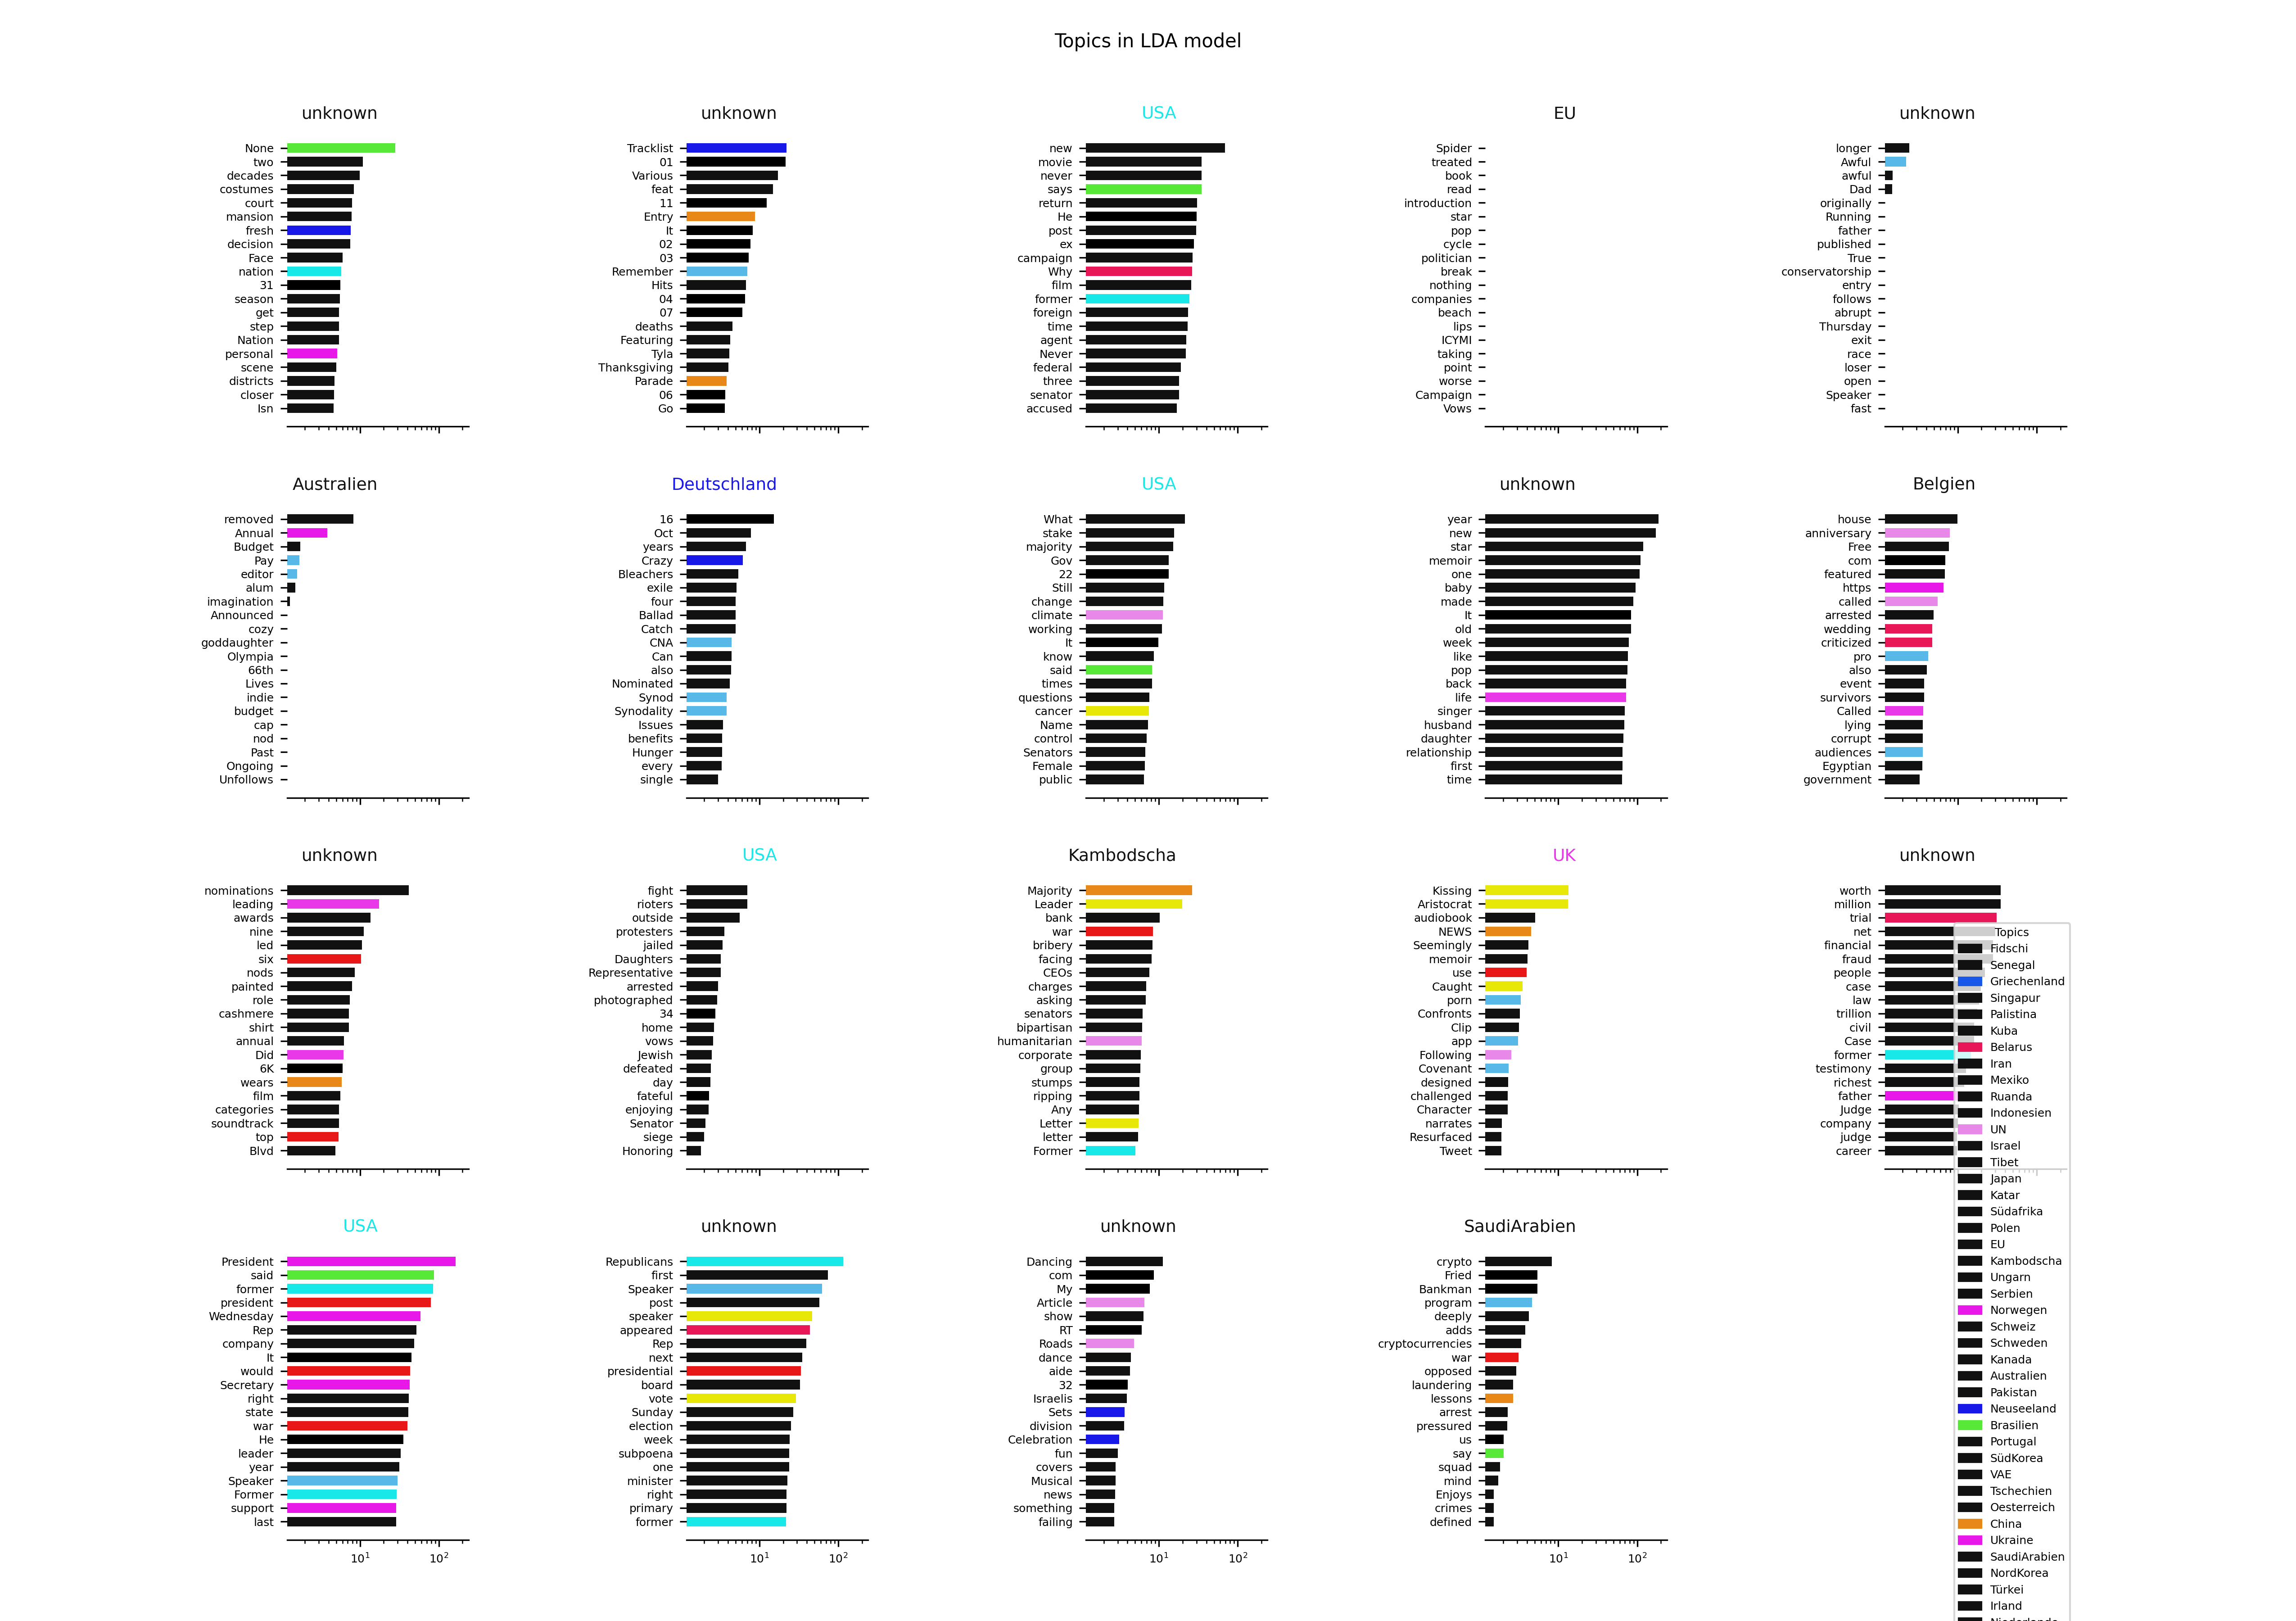 Topics in LDA model
unknown
None
two
decades
costumes
court
mansion
fresh
decision
Face
nation
31
season
get
step
Nation
personal
scene
districts
closer
Isn
unknown
Tracklist
01
Various
feat
11
Entry
It
02
03
Remember
Hits
04
07
deaths
Featuring
Tyla
Thanksgiving
Parade
06
Go
USA
new
movie
never
says
return
He
post
ex
campaign
Why
film
former
foreign
time
agent
Never
federal
three
senator
accused
EU
Spider
treated
book
read
introduction
star
pop
cycle
politician
break
nothing
companies
beach
lips
ICYMI
taking
point
worse
Campaign
Vows
unknown
longer
Awful
awful
Dad
originally
Running
father
published
True
conservatorship
entry
follows
abrupt
Thursday
exit
race
loser
open
Speaker
fast
Australien
removed
Annual
Budget
Pay
editor
alum
imagination
Announced
cozy
goddaughter
Olympia
66th
Lives
indie
budget
cap
nod
Past
Ongoing
Unfollows
Deutschland
16
Oct
years
Crazy
Bleachers
exile
four
Ballad
Catch
CNA
Can
also
Nominated
Synod
Synodality
Issues
benefits
Hunger
every
single
USA
What
stake
majority
Gov
22
Still
change
climate
working
It
know
said
times
questions
cancer
Name
control
Senators
Female
public
unknown
year
new
star
memoir
one
baby
made
It
old
week
like
pop
back
life
singer
husband
daughter
relationship
first
time
Belgien
house
anniversary
Free
com
featured
https
called
arrested
wedding
criticized
pro
also
event
survivors
Called
lying
corrupt
audiences
Egyptian
government
unknown
nominations
leading
awards
nine
led
six
nods
painted
role
cashmere
shirt
annual
Did
6K
wears
film
categories
soundtrack
top
Blvd
USA
fight
rioters
outside
protesters
jailed
Daughters
Representative
arrested
photographed
34
home
vows
Jewish
defeated
day
fateful
enjoying
Senator
siege
Honoring
Kambodscha
Majority
Leader
bank
war
bribery
facing
CEOs
charges
asking
senators
bipartisan
humanitarian
corporate
group
stumps
ripping
Any
Letter
letter
Former
UK
Kissing
Aristocrat
audiobook
NEWS
Seemingly
memoir
use
Caught
porn
Confronts
Clip
app
Following
Covenant
designed
challenged
Character
narrates
Resurfaced
Tweet
unknown
worth
million
trial
net
financial
fraud
people
case
law
trillion
civil
Case
former
testimony
richest
father
Judge
company
judge
career
USA
President
said
former
president
Wednesday
Rep
company
It
would
Secretary
right
state
war
He
leader
year
Speaker
Former
support
last
10¹ 10²
unknown
Republicans
first
Speaker
post
speaker
appeared
Rep
next
presidential
board
vote
Sunday
election
week
subpoena
one
minister
right
primary
former
10¹ 10²
unknown
Dancing
com
My
Article
show
RT
Roads
dance
aide
32
Israelis
Sets
division
Celebration
fun
covers
Musical
news
something
failing
10¹ 10²
SaudiArabien
crypto
Fried
Bankman
program
deeply
adds
cryptocurrencies
war
opposed
laundering
lessons
arrest
pressured
us
say
squad
mind
Enjoys
crimes
defined
10¹ 10²
Topics
Fidschi
Senegal
Griechenland
Singapur
Palistina
Kuba
Belarus
Iran
Mexiko
Ruanda
Indonesien
UN
Israel
Tibet
Japan
Katar
Südafrika
Polen
EU
Kambodscha
Ungarn
Serbien
Norwegen
Schweiz
Schweden
Kanada
Australien
Pakistan
Neuseeland
Brasilien
Portugal
SüdKorea
VAE
Tschechien
Oesterreich
China
Ukraine
SaudiArabien
NordKorea
Türkei
Irland